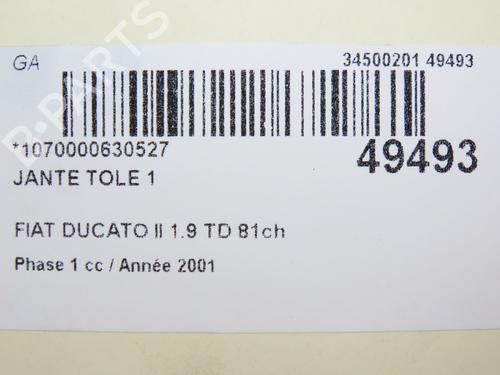 GA
34500201 49493
*1070000630527
49493
JANTE TOLE 1
FIAT DUCATO II 1.9 TD 81ch
Phase 1 cc / Année 2001
B-PARTS